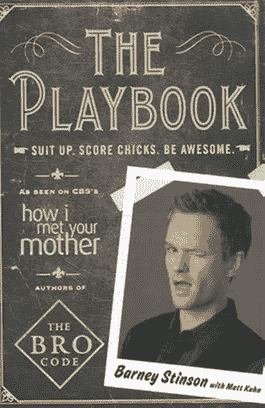 THE
PLAYBOOK
SUIT UP. SCORE CHICKS. BE AWESOME.
AS SEEN ON CBS's
how i
met your
mother
AUTHORS OF
THE
BRO
CODE
Barney Stinson with Matt Kuhn